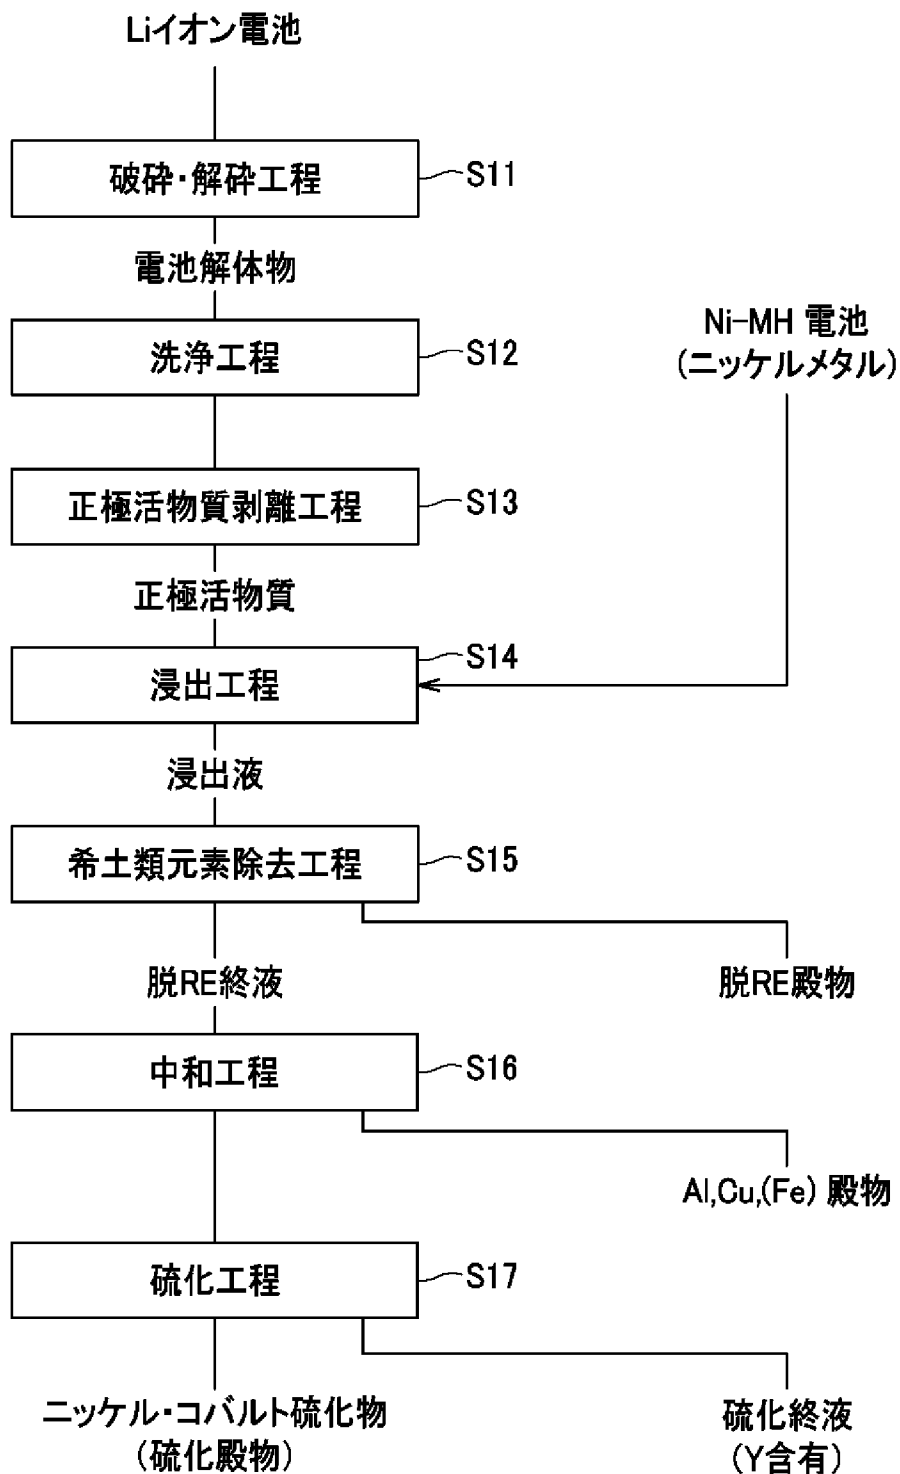 Liイオン電池
破砕・解砕工程
S11
電池解体物
洗浄工程
S12
Ni-MH 電池
(ニッケルメタル)
正極活物質剥離工程
S13
正極活物質
浸出工程
S14
浸出液
希土類元素除去工程
S15
脱RE終液
脱RE殿物
中和工程
S16
Al,Cu,(Fe) 殿物
硫化工程
S17
ニッケル・コバルト硫化物
(硫化殿物)
硫化終液
(Y含有)